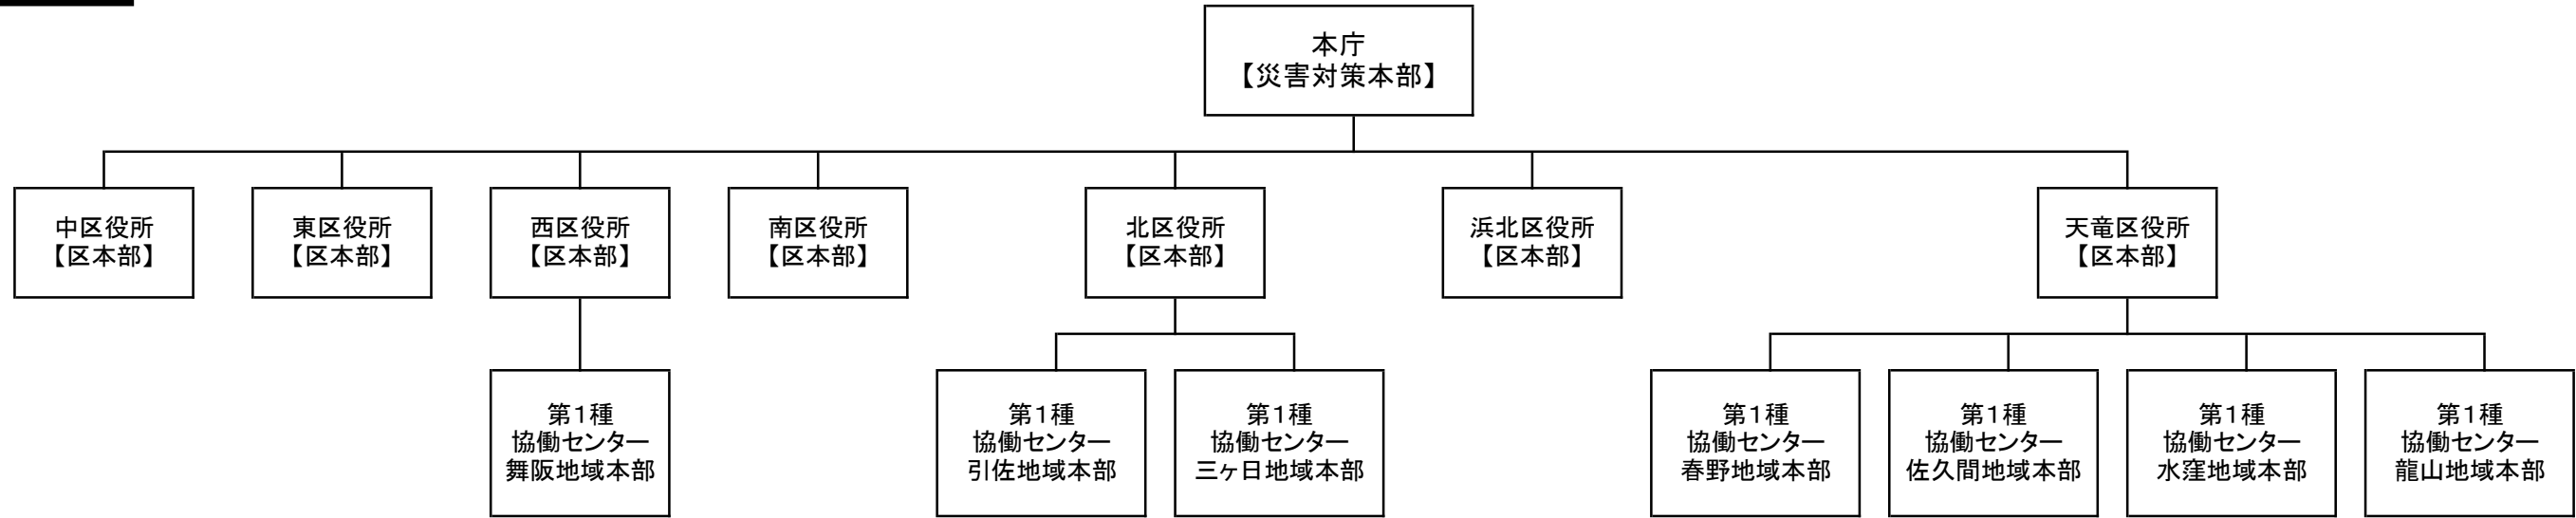 本庁
【災害対策本部】
中区役所
【区本部】
東区役所
【区本部】
西区役所
【区本部】
南区役所
【区本部】
北区役所
【区本部】
浜北区役所
【区本部】
天竜区役所
【区本部】
第1種
協働センター
舞阪地域本部
第1種
協働センター
引佐地域本部
第1種
協働センター
三ヶ日地域本部
第1種
協働センター
春野地域本部
第1種
協働センター
佐久間地域本部
第1種
協働センター
水窪地域本部
第1種
協働センター
龍山地域本部